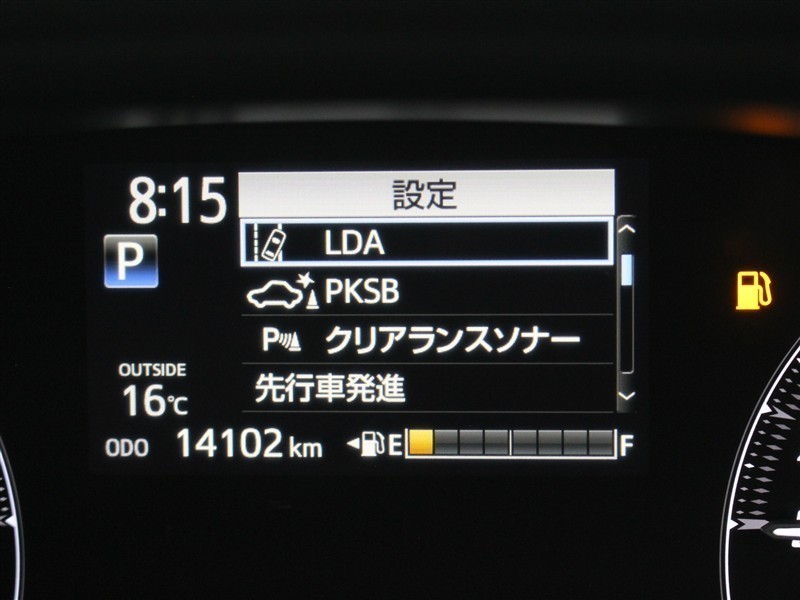 8:15
設定
LDA
P
PKSB
P クリアランスソナー
OUTSIDE
16℃
先行車発進
ODO 14102 km E F